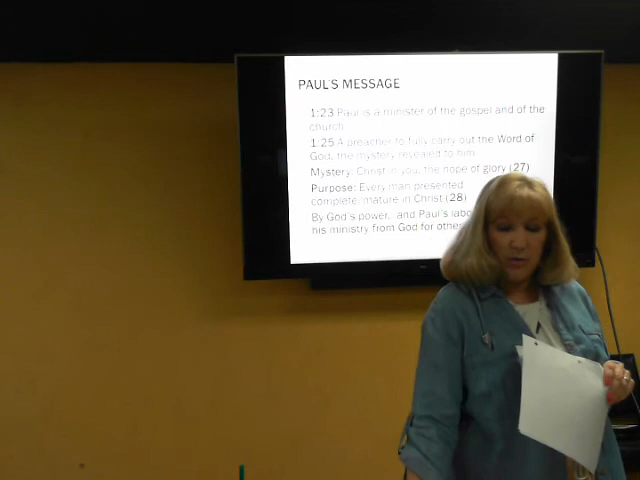 PAUL'S MESSAGE
1:23 Paul is a minister of the gospel and of the
church
1:25 A preacher to fully carry out the Word of
God, the mystery revealed to him
Mystery: Christ in you, the hope of glory (27)
Purpose: Every man presented
complete/mature in Christ (28)
By God's power, and Paul's
his ministry from God for